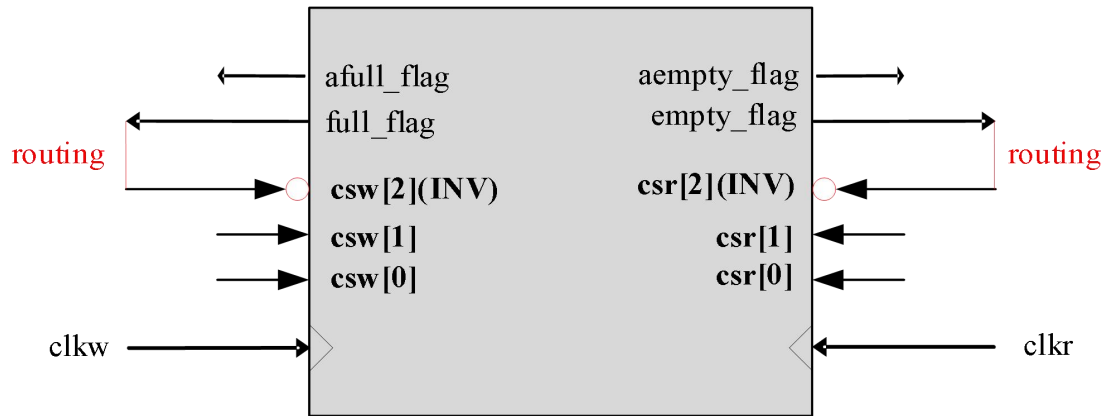 afull_flag aempty_flag
full_flag empty_flag
routing routing
csw[2](INV) csr[2](INV)
csw[1] csr[1]
csw[0] csr[0]
clkw clkr